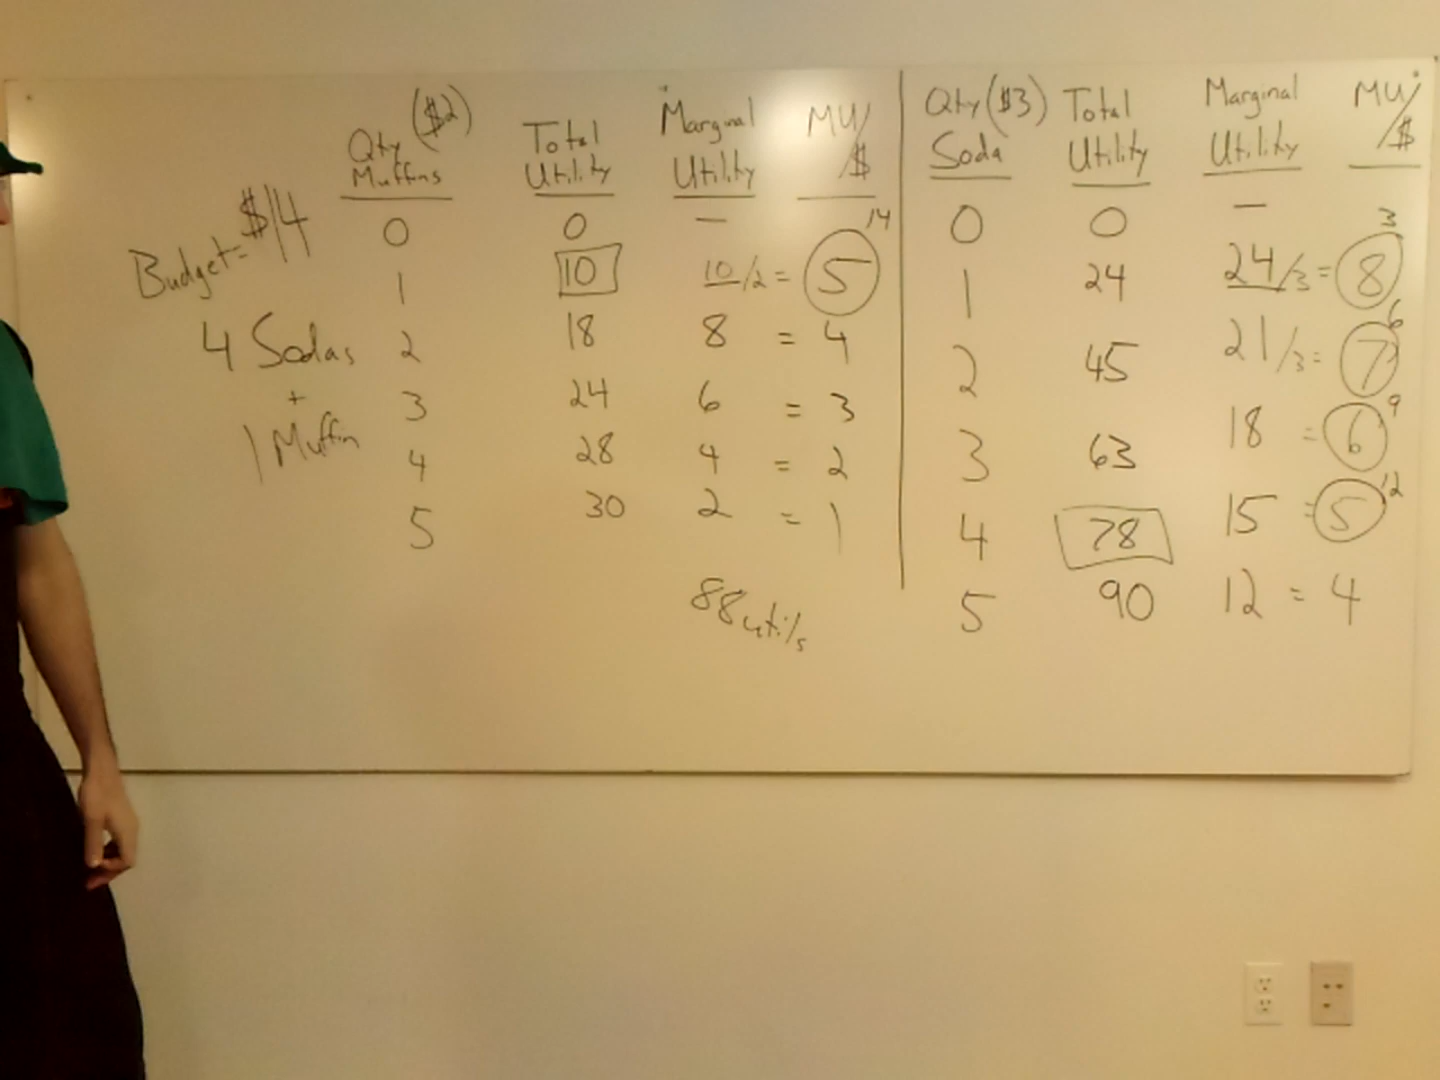 Qty ($2) Muffins | Total Utility | Marginal Utility | MU/$ | Qty ($3) Soda | Total Utility | Marginal Utility | MU/$
0 0 — | 0 0 —
1 10 10/2 = 5 14 | 1 24 24/3 = 8 3
2 18 8 = 4 | 2 45 21/3 = 7 6
3 24 6 = 3 | 3 63 18 = 6 9
4 28 4 = 2 | 4 78 15 = 5 12
5 30 2 = 1 | 5 90 12 = 4
Budget = $14
4 Sodas
+
1 Muffin
88 utils